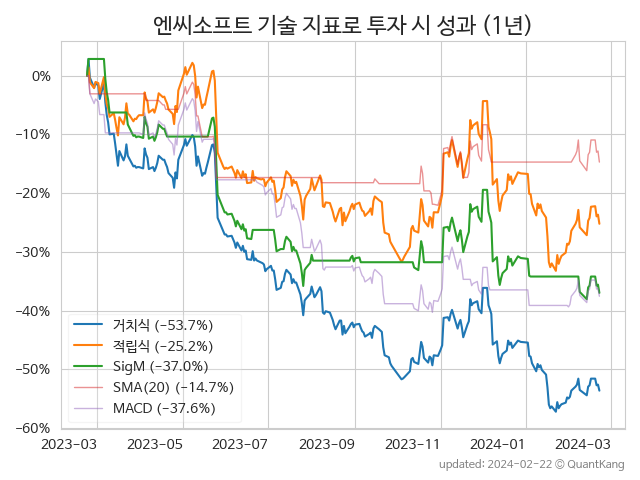 엔씨소프트 기술 지표로 투자 시 성과 (1년)
0%
−10%
−20%
−30%
−40%
−50%
−60%
거치식 (−53.7%)
적립식 (−25.2%)
SigM (−37.0%)
SMA(20) (−14.7%)
MACD (−37.6%)
2023-03 2023-05 2023-07 2023-09 2023-11 2024-01 2024-03
updated: 2024-02-22 © QuantKang